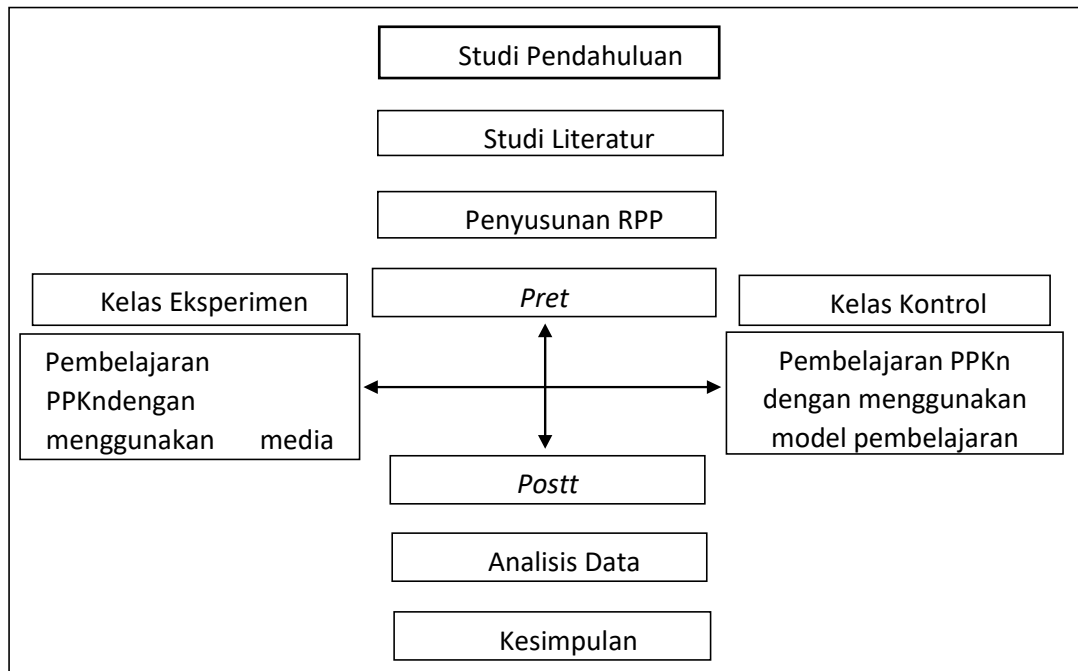 Studi Pendahuluan
Studi Literatur
Penyusunan RPP
Pret
Kelas Eksperimen
Kelas Kontrol
Pembelajaran
PPKndengan
menggunakan media
Pembelajaran PPKn
dengan menggunakan
model pembelajaran
Postt
Analisis Data
Kesimpulan